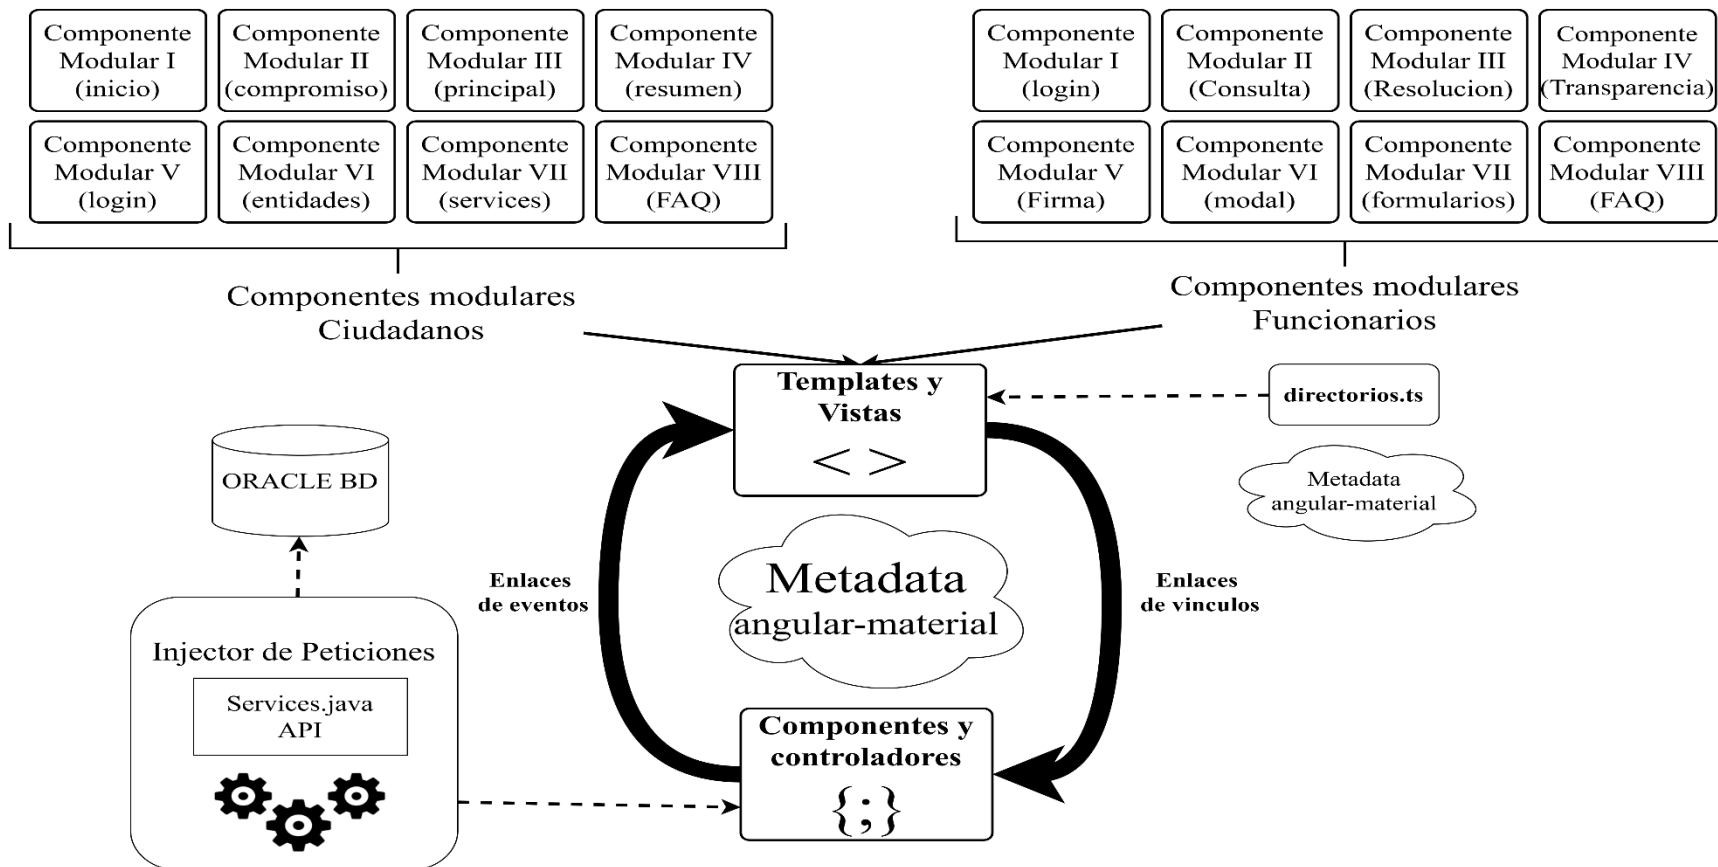 Componente
Modular I
(inicio)
Componente
Modular II
(compromiso)
Componente
Modular III
(principal)
Componente
Modular IV
(resumen)
Componente
Modular V
(login)
Componente
Modular VI
(entidades)
Componente
Modular VII
(services)
Componente
Modular VIII
(FAQ)
Componentes modulares
Ciudadanos
Componente
Modular I
(login)
Componente
Modular II
(Consulta)
Componente
Modular III
(Resolucion)
Componente
Modular IV
(Transparencia)
Componente
Modular V
(Firma)
Componente
Modular VI
(modal)
Componente
Modular VII
(formularios)
Componente
Modular VIII
(FAQ)
Componentes modulares
Funcionarios
Templates y
Vistas
< >
directorios.ts
Metadata
angular-material
ORACLE BD
Enlaces
de eventos
Metadata
angular-material
Enlaces
de vinculos
Injector de Peticiones
Services.java
API
Componentes y
controladores
{;}